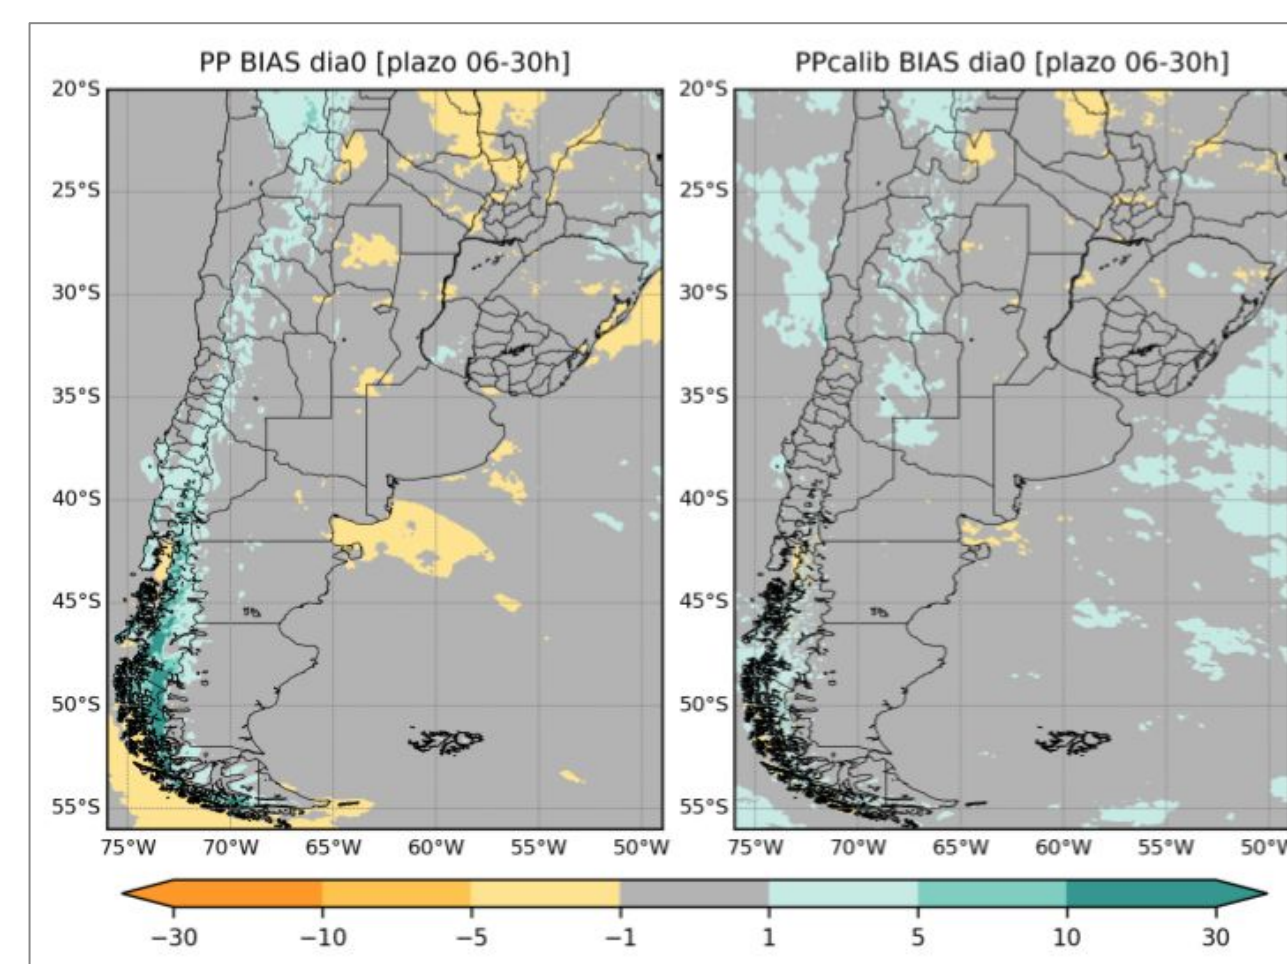 PP BIAS dia0 [plazo 06-30h]
PPcalib BIAS dia0 [plazo 06-30h]
20°S
25°S
30°S
35°S
40°S
45°S
50°S
55°S
75°W 70°W 65°W 60°W 55°W 50°W
20°S
25°S
30°S
35°S
40°S
45°S
50°S
55°S
75°W 70°W 65°W 60°W 55°W 50°W
−30 −10 −5 −1 1 5 10 30